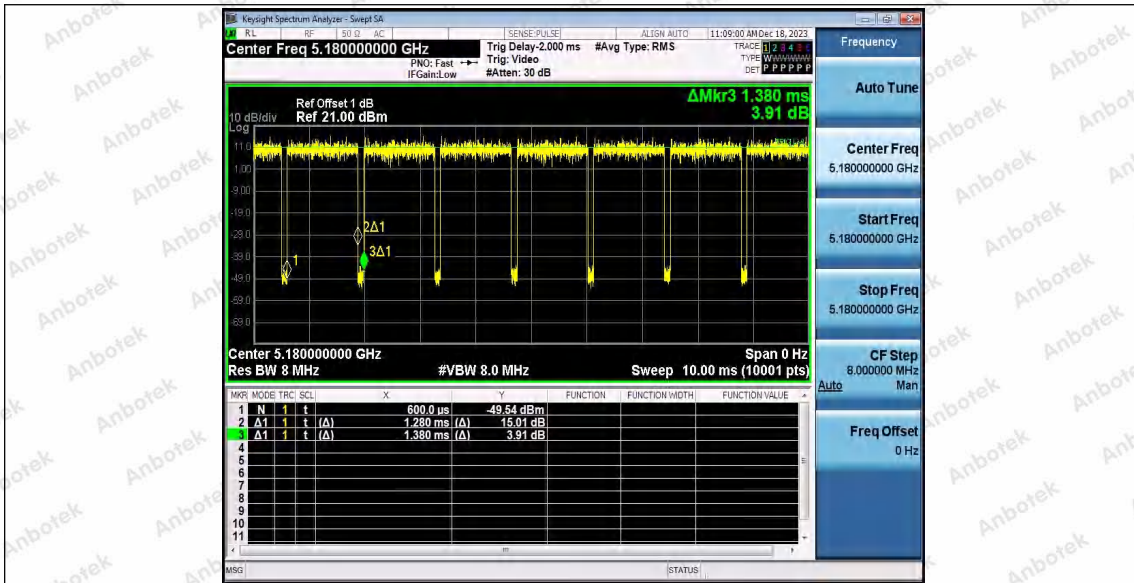 Keysight Spectrum Analyzer - Swept SA
RL RF 50 Ω AC SENSE:PULSE ALIGN AUTO 11:09:00 AM Dec 18, 2023
Center Freq 5.180000000 GHz
PNO: Fast
IFGain:Low
Trig Delay-2.000 ms
Trig: Video
#Atten: 30 dB
#Avg Type: RMS
TRACE 1 2 3 4 5 6
TYPE WWWWWW
DET P P P P P P
ΔMkr3 1.380 ms
3.91 dB
Ref Offset 1 dB
10 dB/div Ref 21.00 dBm
Log
11.0
1.00
-9.00
-19.0
-29.0
-39.0
-49.0
-59.0
-69.0
1
2Δ1
3Δ1
Center 5.180000000 GHz Span 0 Hz
Res BW 8 MHz #VBW 8.0 MHz Sweep 10.00 ms (10001 pts)
MKR MODE TRC SCL X Y FUNCTION FUNCTION WIDTH FUNCTION VALUE
1 N 1 t 600.0 µs -49.54 dBm
2 Δ1 1 t (Δ) 1.280 ms (Δ) 15.01 dB
3 Δ1 1 t (Δ) 1.380 ms (Δ) 3.91 dB
4
5
6
7
8
9
10
11
MSG STATUS
Frequency
Auto Tune
Center Freq
5.180000000 GHz
Start Freq
5.180000000 GHz
Stop Freq
5.180000000 GHz
CF Step
8.000000 MHz
Auto Man
Freq Offset
0 Hz
Anbotek